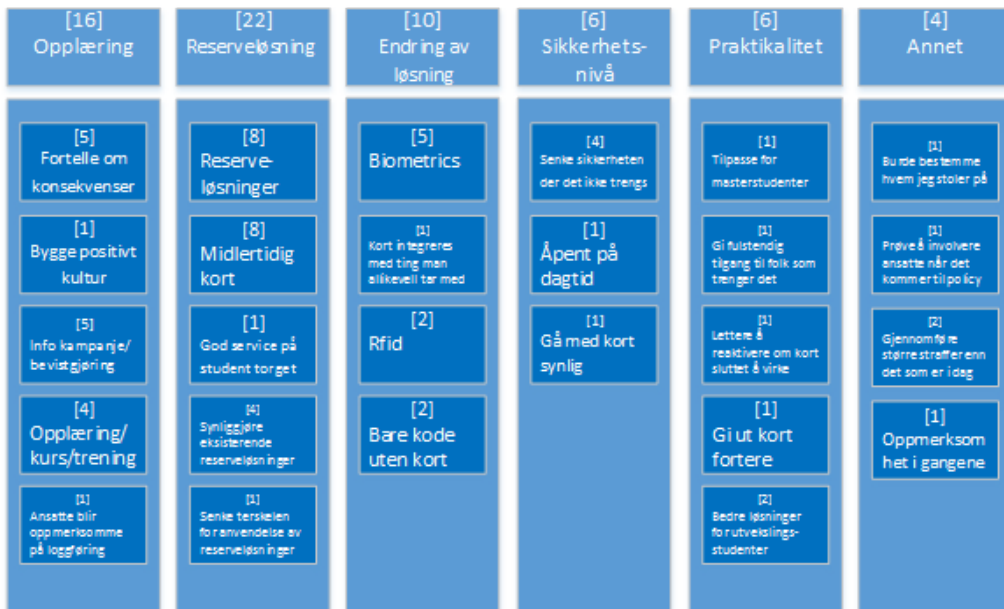 [16]
Opplæring
[5]
Fortelle om
konsekvenser
[1]
Bygge positivt
kultur
[5]
Info kampanje/
bevistgjøring
[4]
Opplæring/
kurs/trening
[1]
Ansatte blir
oppmerksomme
på loggføring
[22]
Reserveløsning
[8]
Reserve-
løsninger
[8]
Midlertidig
kort
[1]
God service på
student torget
[4]
Synliggjøre
eksisterende
reserveløsninger
[1]
Senke terskelen
for anvendelse av
reserveløsninger
[10]
Endring av
løsning
[5]
Biometrics
[1]
Kort integreres
med ting man
allikevell tar med
[2]
Rfid
[2]
Bare kode
uten kort
[6]
Sikkerhets-
nivå
[4]
Senke sikkerheten
der det ikke trengs
[1]
Åpent på
dagtid
[1]
Gå med kort
synlig
[6]
Praktikalitet
[1]
Tilpasse for
masterstudenter
[1]
Gi fulstendig
tilgang til folk som
trenger det
[1]
Lettere å
reaktivere om kort
sluttet å virke
[1]
Gi ut kort
fortere
[2]
Bedre løsninger
for utvekslings-
studenter
[4]
Annet
[1]
Burde bestemme
hvem jeg stoler på
[1]
Prøve å involvere
ansatte når det
kommer til policy
[2]
Gjennomføre
større straffer enn
det som er i dag
[1]
Oppmerksom
het i gangene